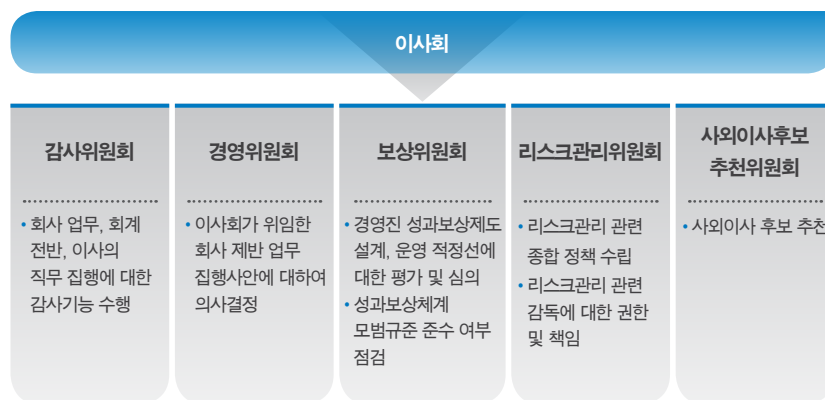 이사회
감사위원회
• 회사 업무, 회계
전반, 이사의
직무 집행에 대한
감사기능 수행
경영위원회
• 이사회가 위임한
회사 제반 업무
집행사안에 대하여
의사결정
보상위원회
• 경영진 성과보상제도
설계, 운영 적정선에
대한 평가 및 심의
• 성과보상체계
모범규준 준수 여부
점검
리스크관리위원회
• 리스크관리 관련
종합 정책 수립
• 리스크관리 관련
감독에 대한 권한
및 책임
사외이사후보
추천위원회
• 사외이사 후보 추천